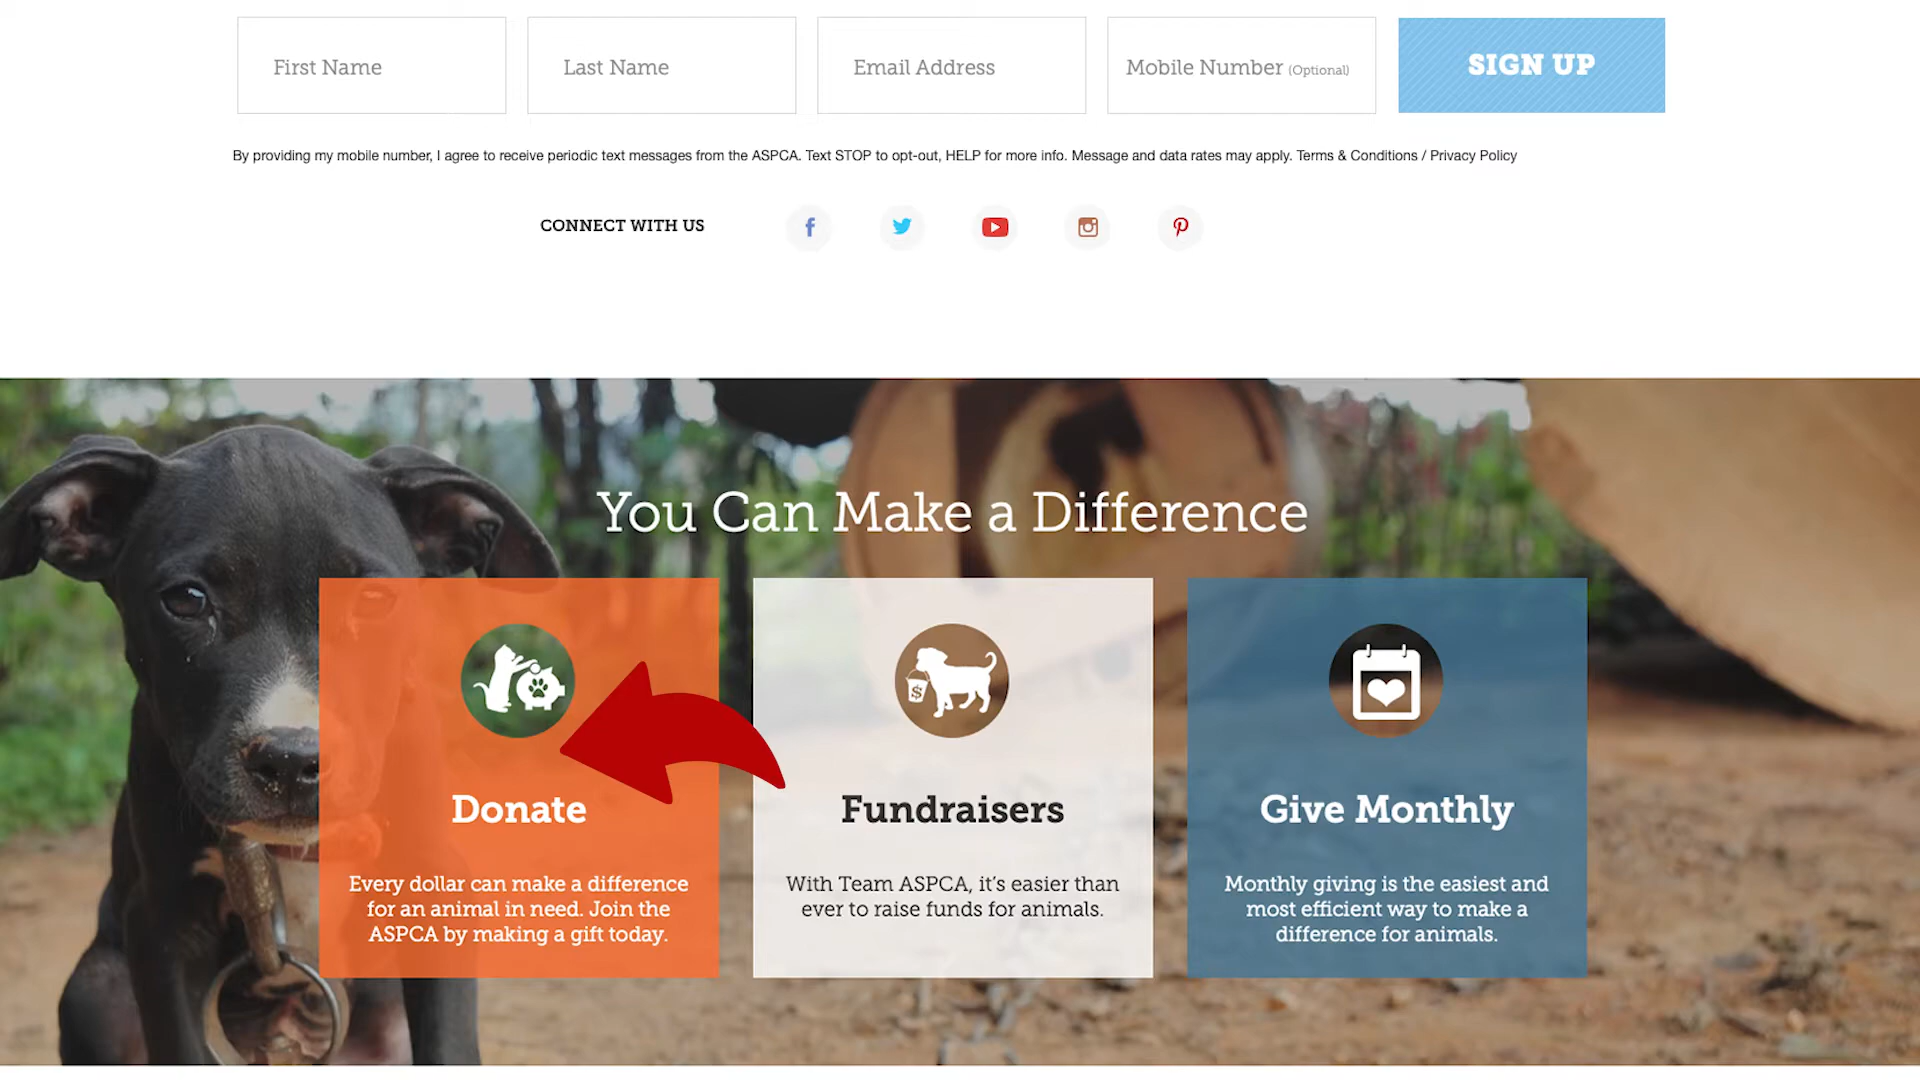 First Name
Last Name
Email Address
Mobile Number (Optional)
SIGN UP
By providing my mobile number, I agree to receive periodic text messages from the ASPCA. Text STOP to opt-out, HELP for more info. Message and data rates may apply. Terms & Conditions / Privacy Policy
CONNECT WITH US
You Can Make a Difference
Donate
Every dollar can make a difference
for an animal in need. Join the
ASPCA by making a gift today.
$
Fundraisers
With Team ASPCA, it's easier than
ever to raise funds for animals.
Give Monthly
Monthly giving is the easiest and
most efficient way to make a
difference for animals.